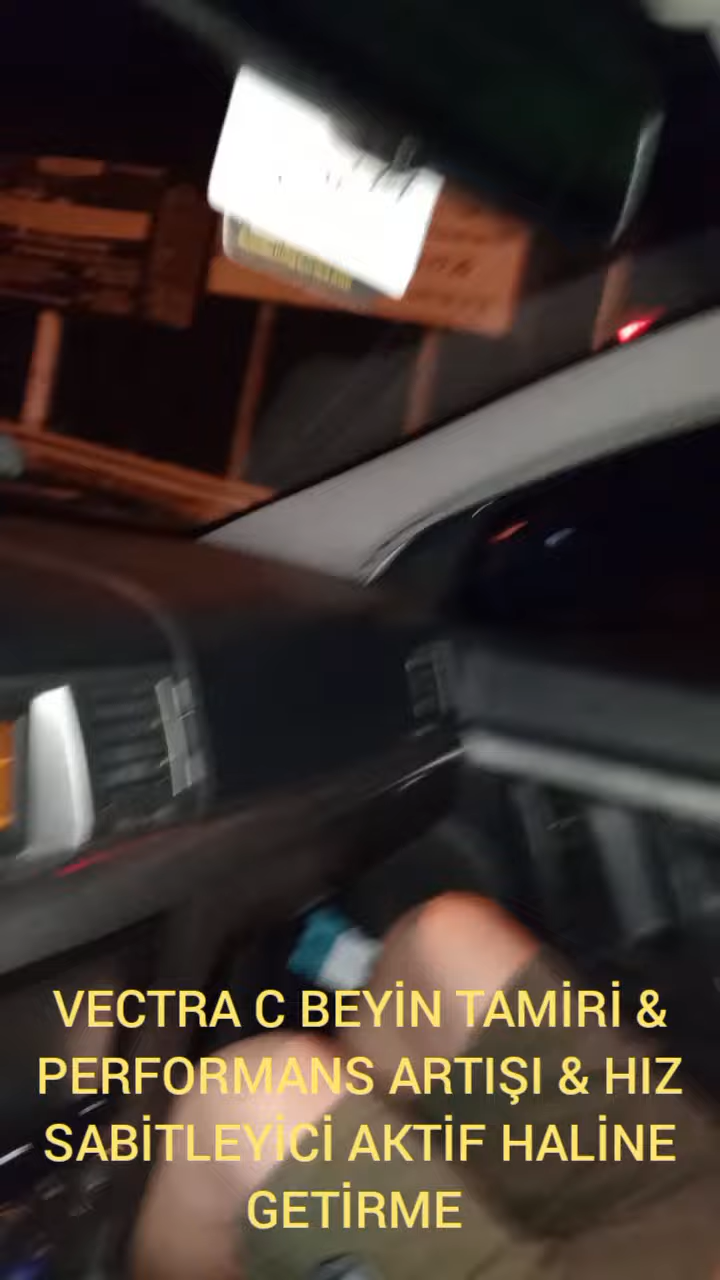 VECTRA C BEYİN TAMİRİ &
PERFORMANS ARTIŞI & HIZ
SABİTLEYİCİ AKTİF HALİNE
GETİRME